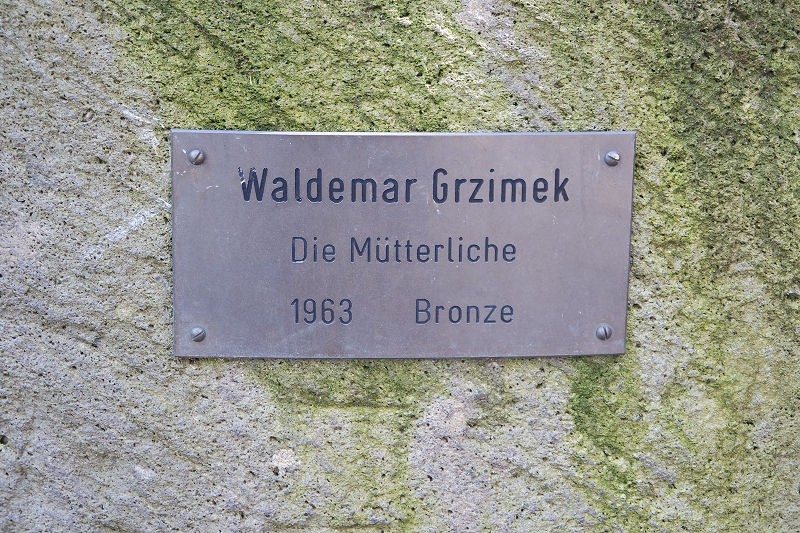 Waldemar Grzimek
Die Mütterliche
1963 Bronze